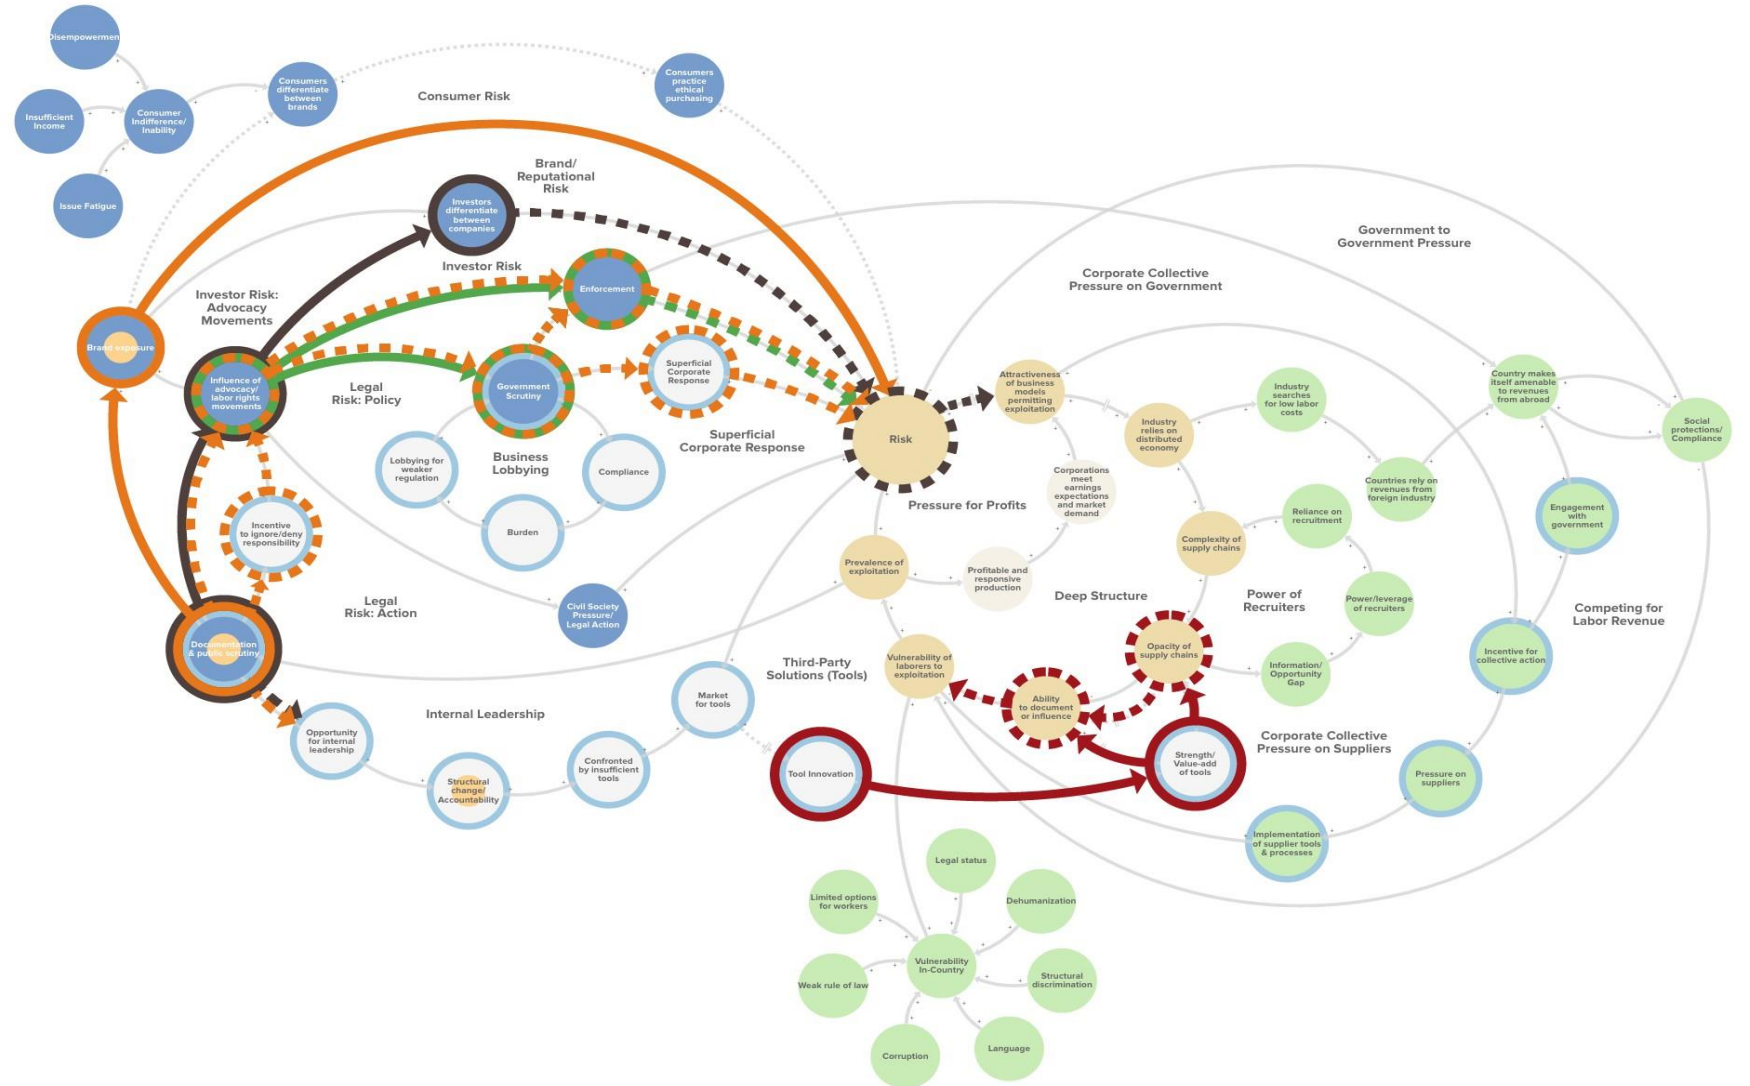 Disempowermen
Insufficient
Income
Consumer
Indifference/
Inability
Issue Fatigue
Consumers
differentiate
between
brands
Consumer Risk
Consumers
practice
ethical
purchasing
Brand/
Reputational
Risk
Investors
differentiate
between
companies
Investor Risk
Investor Risk:
Advocacy
Movements
Enforcement
Brand exposure
Influence of
advocacy/
labor rights
movements
Legal
Risk: Policy
Government
Scrutiny
Superficial
Corporate
Response
Superficial
Corporate Response
Lobbying for
weaker
regulation
Business
Lobbying
Compliance
Burden
Incentive
to ignore/deny
responsibility
Legal
Risk: Action
Civil Society
Pressure/
Legal Action
Documentation
& public scrutiny
Opportunity
for internal
leadership
Internal Leadership
Structural
change/
Accountability
Confronted
by insufficient
tools
Market
for tools
Third-Party
Solutions (Tools)
Tool Innovation
Risk
Pressure for Profits
Prevalence of
exploitation
Profitable and
responsive
production
Corporations
meet
earnings
expectations
and market
demand
Attractiveness
of business
models
permitting
exploitation
Corporate Collective
Pressure on Government
Government to
Government Pressure
Industry
relies on
distributed
economy
Industry
searches
for low labor
costs
Countries rely on
revenues from
foreign industry
Country makes
itself amenable
to revenues
from abroad
Social
protections/
Compliance
Engagement
with
government
Reliance on
recruitment
Complexity of
supply chains
Power/leverage
of recruiters
Power of
Recruiters
Deep Structure
Competing for
Labor Revenue
Incentive for
collective action
Information/
Opportunity
Gap
Opacity of
supply chains
Vulnerability of
laborers to
exploitation
Ability
to document
or influence
Strength/
Value-add
of tools
Corporate Collective
Pressure on Suppliers
Pressure on
suppliers
Implementation
of supplier tools
& processes
Legal status
Limited options
for workers
Dehumanization
Vulnerability
In-Country
Weak rule of law
Structural
discrimination
Corruption
Language